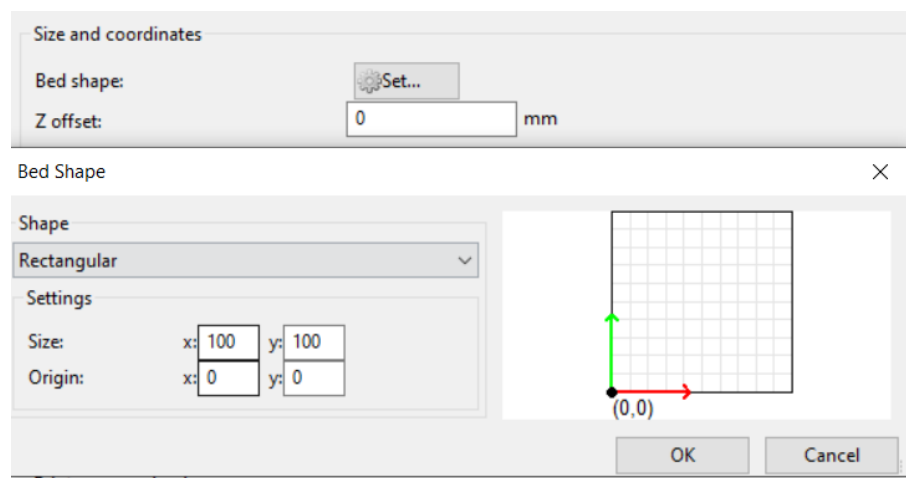 Size and coordinates
Bed shape: Set...
Z offset: 0 mm
Bed Shape
Shape
Rectangular
Settings
Size: x: 100 y: 100
Origin: x: 0 y: 0
(0,0)
OK Cancel